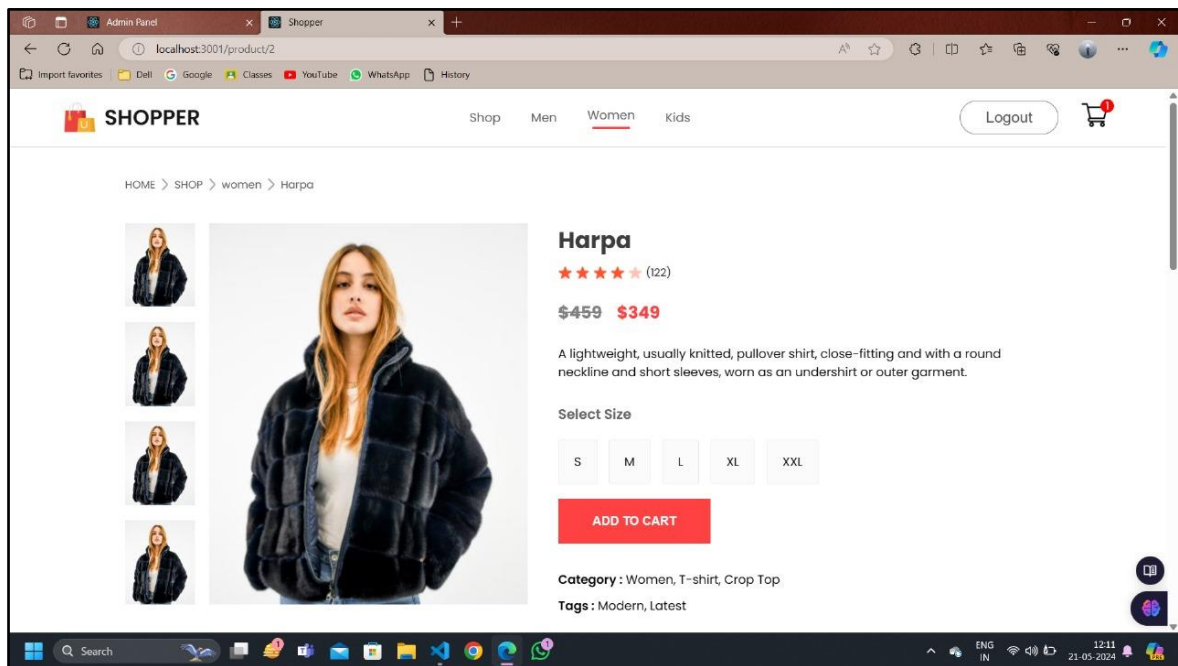 Admin Panel
Shopper
localhost:3001/product/2
Import favorites Dell Google Classes YouTube WhatsApp History
SHOPPER
Shop Men Women Kids
Logout
1
HOME > SHOP > women > Harpa
Harpa
(122)
$459 $349
A lightweight, usually knitted, pullover shirt, close-fitting and with a round
neckline and short sleeves, worn as an undershirt or outer garment.
Select Size
S M L XL XXL
ADD TO CART
Category : Women, T-shirt, Crop Top
Tags : Modern, Latest
Search
ENG
IN
12:11
21-05-2024